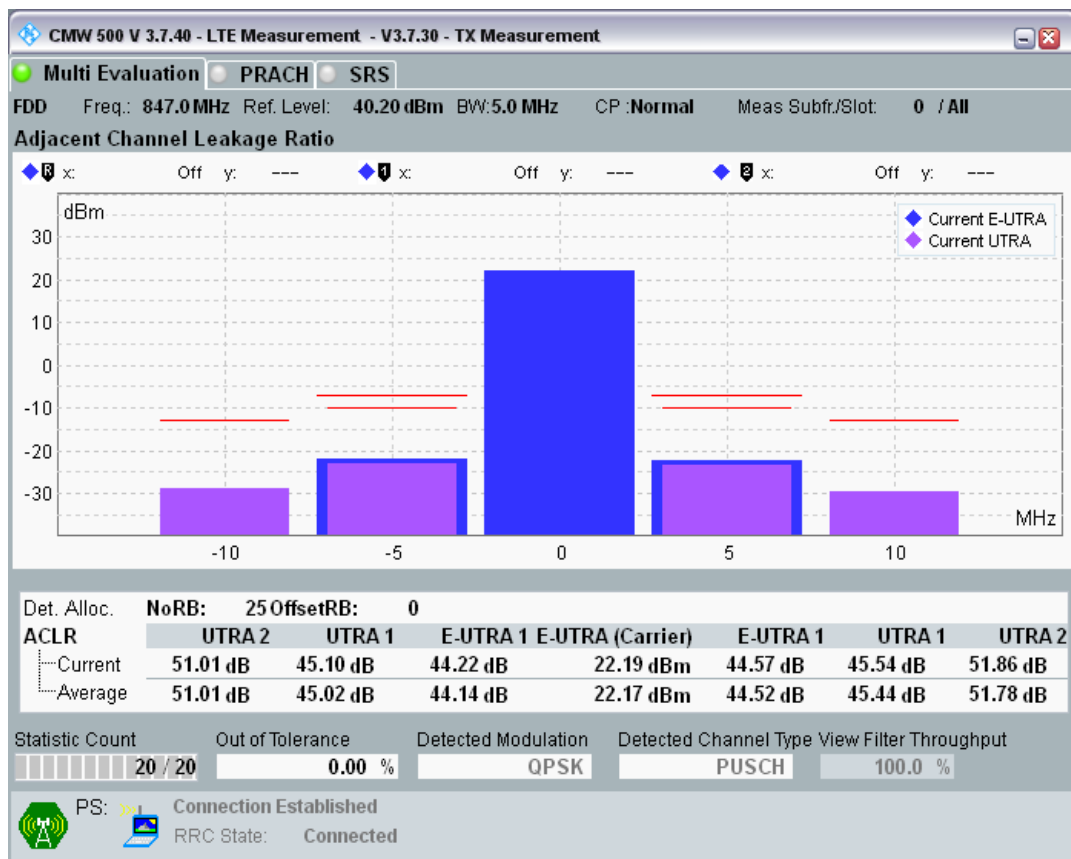 CMW 500 V 3.7.40 - LTE Measurement - V3.7.30 - TX Measurement
Multi Evaluation PRACH SRS
FDD Freq.: 847.0 MHz Ref. Level: 40.20 dBm BW:5.0 MHz CP :Normal Meas Subfr./Slot: 0 / All
Adjacent Channel Leakage Ratio
R x: Off y: --- 1 x: Off y: --- 2 x: Off y: ---
dBm
Current E-UTRA
Current UTRA
30
20
10
0
-10
-20
-30
MHz
-10 -5 0 5 10
Det. Alloc. NoRB: 25 OffsetRB: 0
ACLR UTRA 2 UTRA 1 E-UTRA 1 E-UTRA (Carrier) E-UTRA 1 UTRA 1 UTRA 2
Current 51.01 dB 45.10 dB 44.22 dB 22.19 dBm 44.57 dB 45.54 dB 51.86 dB
Average 51.01 dB 45.02 dB 44.14 dB 22.17 dBm 44.52 dB 45.44 dB 51.78 dB
Statistic Count Out of Tolerance Detected Modulation Detected Channel Type View Filter Throughput
20 / 20 0.00 % QPSK PUSCH 100.0 %
PS: Connection Established
RRC State: Connected